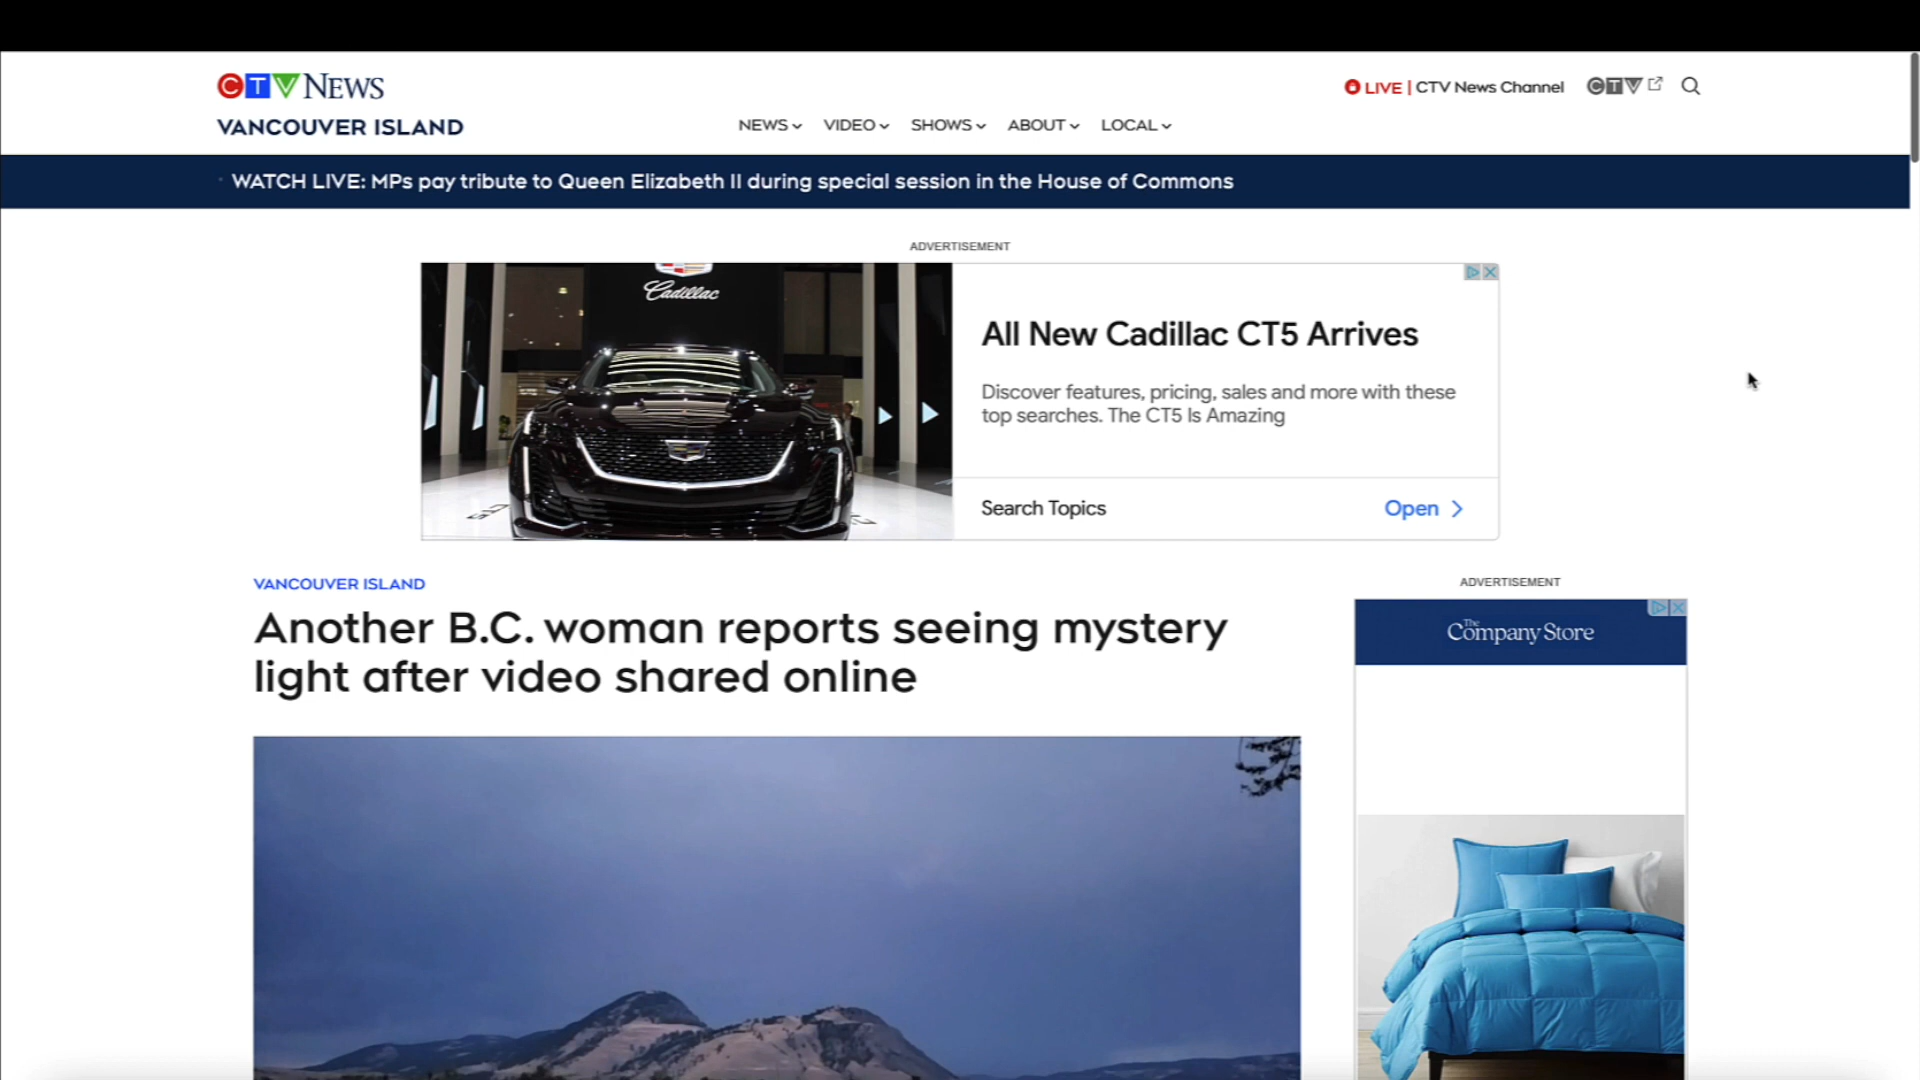 CTV NEWS
VANCOUVER ISLAND
LIVE | CTV News Channel
CTV
NEWS
VIDEO
SHOWS
ABOUT
LOCAL
WATCH LIVE: MPs pay tribute to Queen Elizabeth II during special session in the House of Commons
ADVERTISEMENT
Cadillac
All New Cadillac CT5 Arrives
Discover features, pricing, sales and more with these
top searches. The CT5 Is Amazing
Search Topics
Open
VANCOUVER ISLAND
Another B.C. woman reports seeing mystery
light after video shared online
ADVERTISEMENT
The Company Store